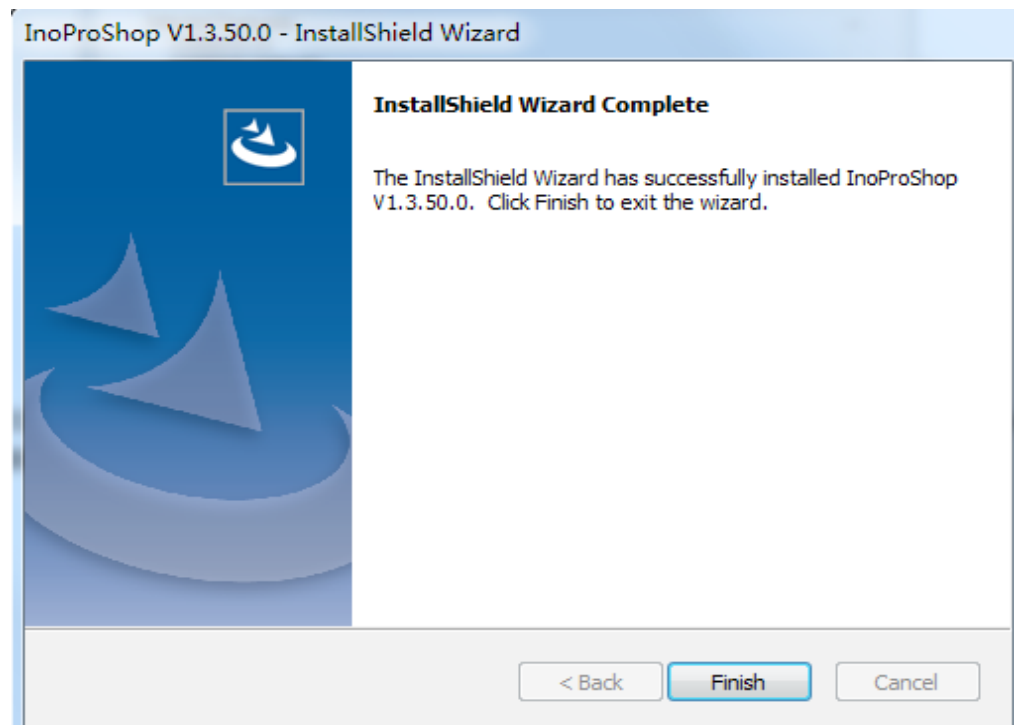 InoProShop V1.3.50.0 - InstallShield Wizard
InstallShield Wizard Complete
The InstallShield Wizard has successfully installed InoProShop
V1.3.50.0.  Click Finish to exit the wizard.
< Back
Finish
Cancel